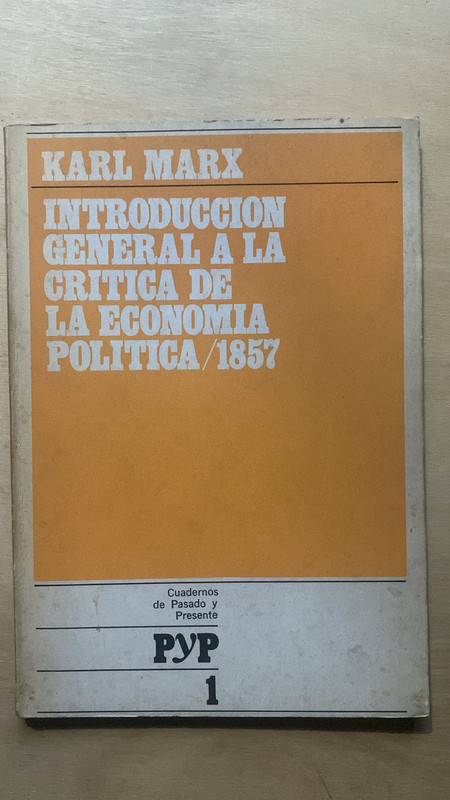 KARL MARX
INTRODUCCION
GENERAL A LA
CRITICA DE
LA ECONOMIA
POLITICA/1857
Cuadernos
de Pasado y
Presente
PyP
1